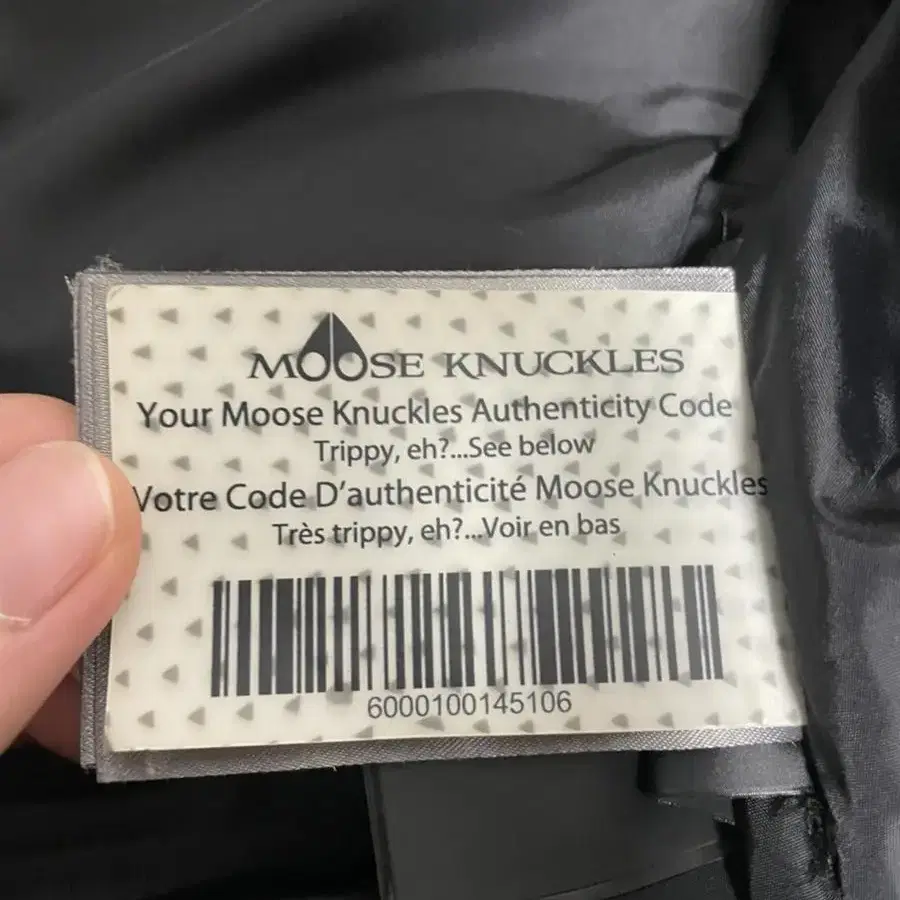 MOOSE KNUCKLES
Your Moose Knuckles Authenticity Code
Trippy, eh?...See below
Votre Code D'authenticité Moose Knuckles
Très trippy, eh?...Voir en bas
6000100145106